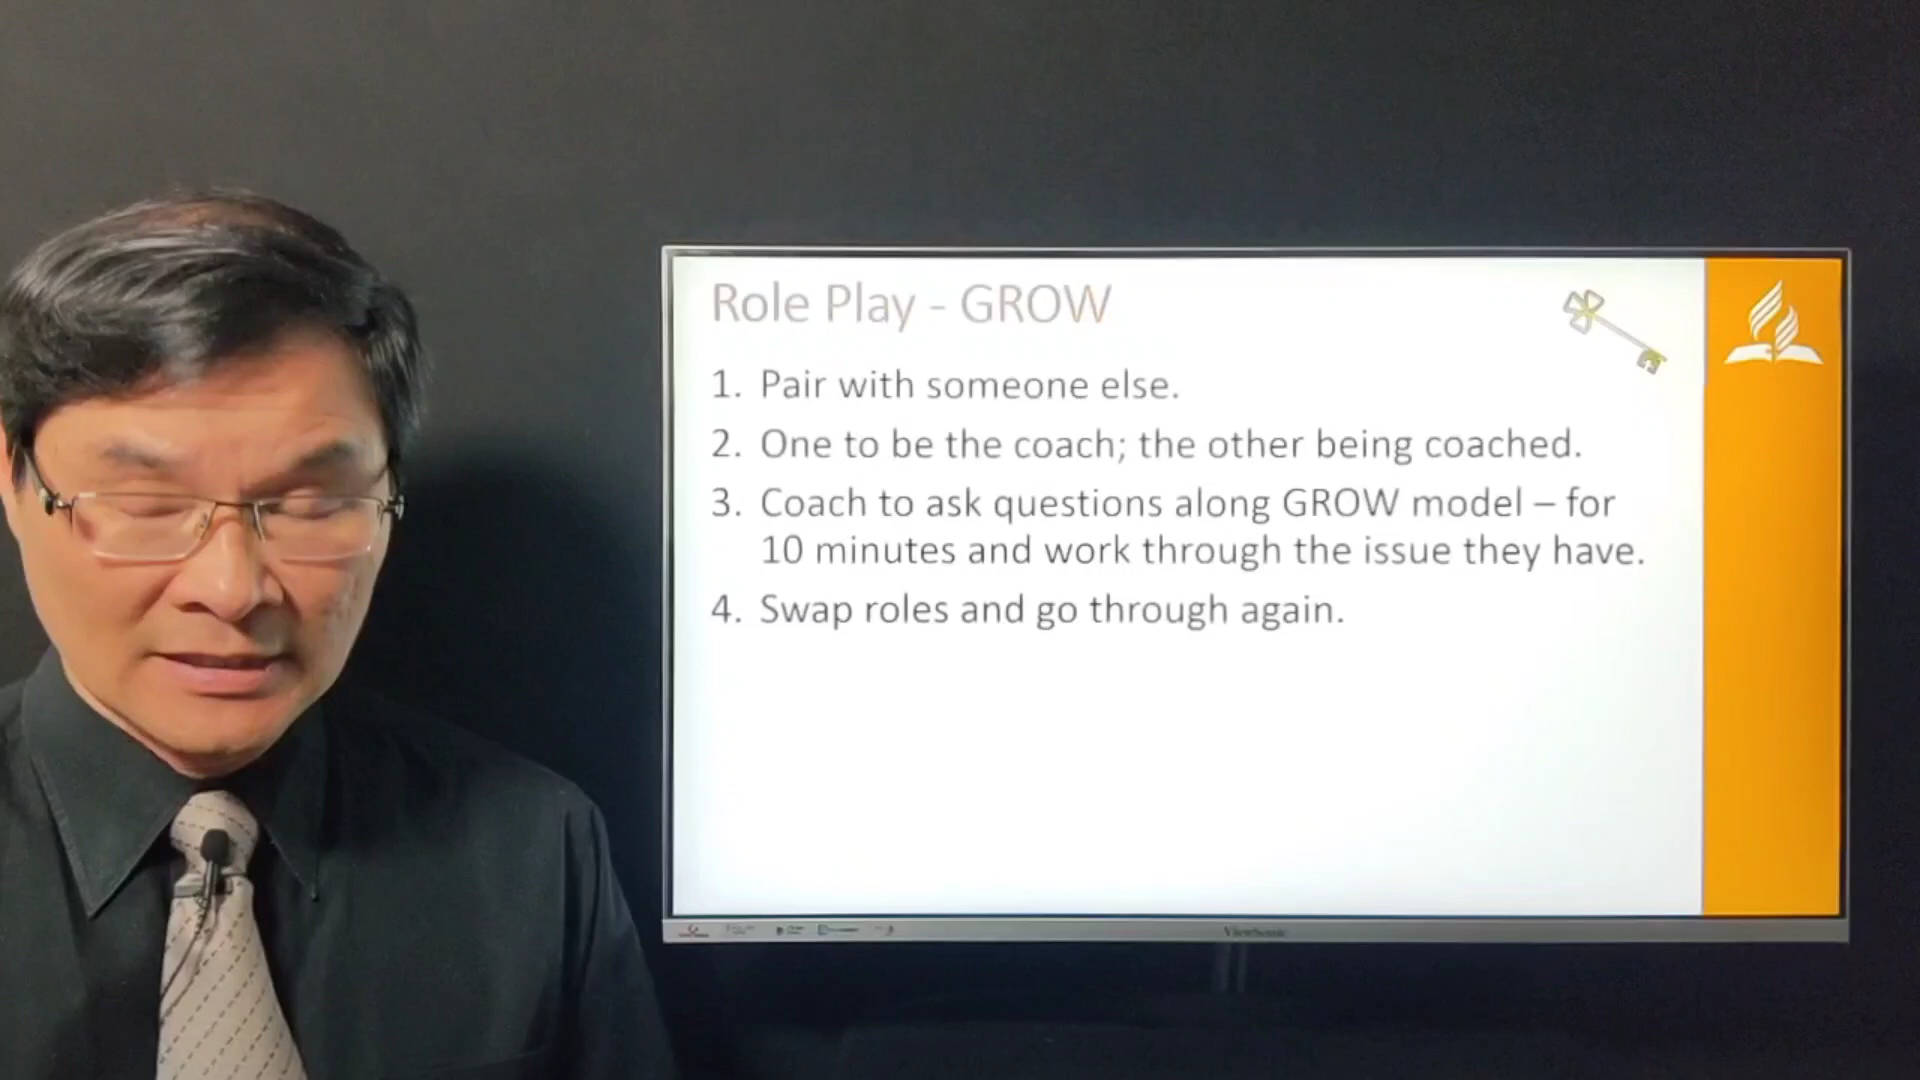 Role Play - GROW
1. Pair with someone else.
2. One to be the coach; the other being coached.
3. Coach to ask questions along GROW model – for
10 minutes and work through the issue they have.
4. Swap roles and go through again.
ViewSonic